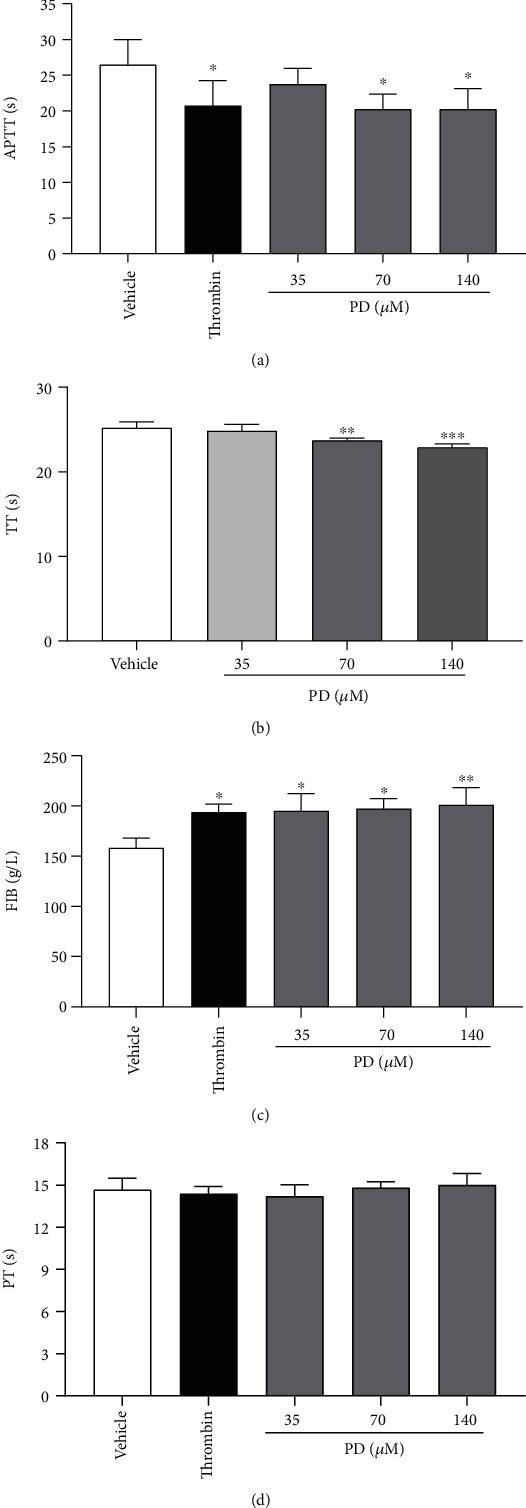 35
30
25
20
15
10
5
0
APTT (s)
*
*
*
Vehicle
Thrombin
35
70
140
PD (μM)
(a)
30
20
10
0
TT (s)
**
***
Vehicle
35
70
140
PD (μM)
(b)
250
200
150
100
50
0
FIB (g/L)
*
*
*
**
Vehicle
Thrombin
35
70
140
PD (μM)
(c)
18
15
12
9
6
3
0
PT (s)
Vehicle
Thrombin
35
70
140
PD (μM)
(d)